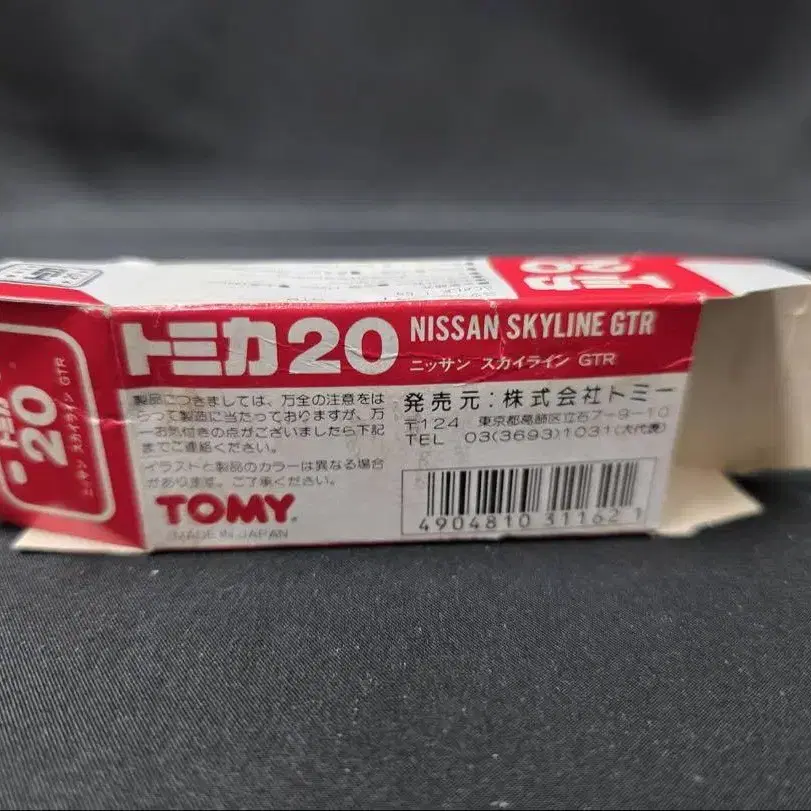 トミカ20
NISSAN SKYLINE GTR
ニッサン スカイライン GTR
製品につきましては、万全の注意をは
らって製造に当たっておりますが、万
一お気付きの点がございましたら下記
までご連絡ください。
イラストと製品のカラーは異なる場合
があります。ご了承ください。
TOMY
MADE IN JAPAN
発売元:株式会社トミー
〒124 東京都葛飾区立石7-9-10
TEL 03(3693)1031(大代表)
4904810 311621
トミカ
20
ニッサン スカイライン GTR
トミカ
20